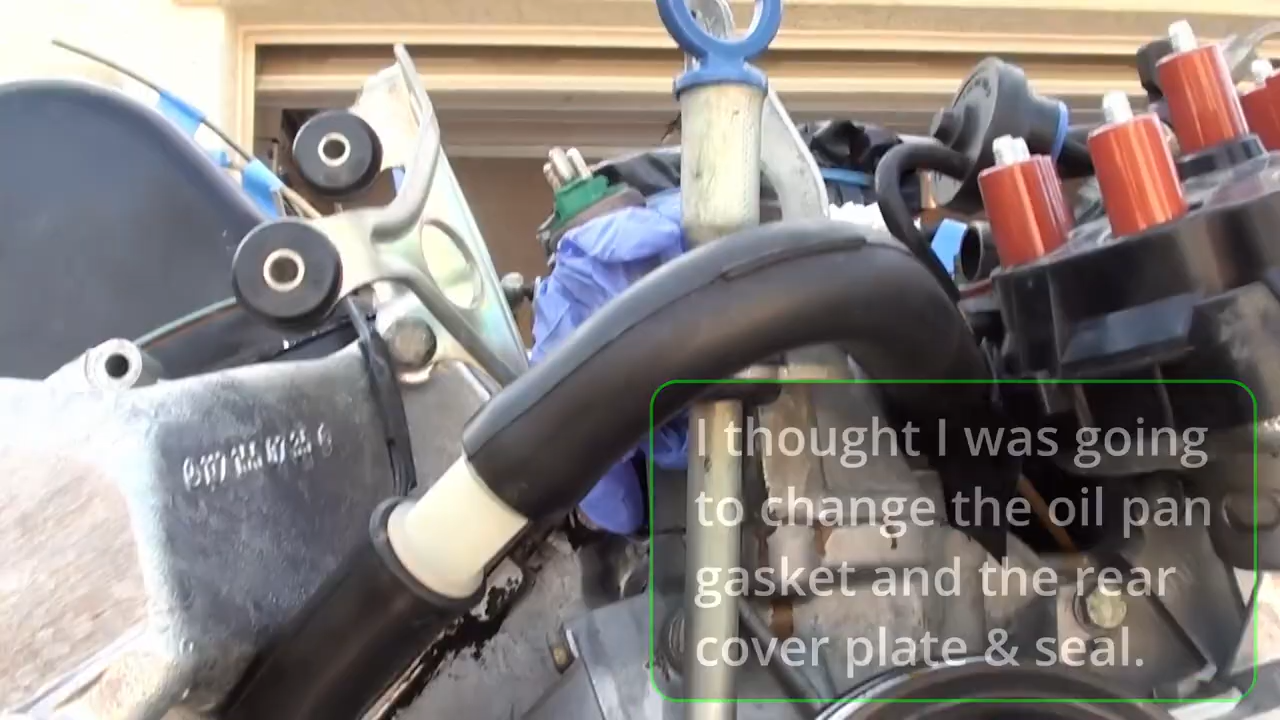 I thought I was going
to change the oil pan
gasket and the rear
cover plate & seal.